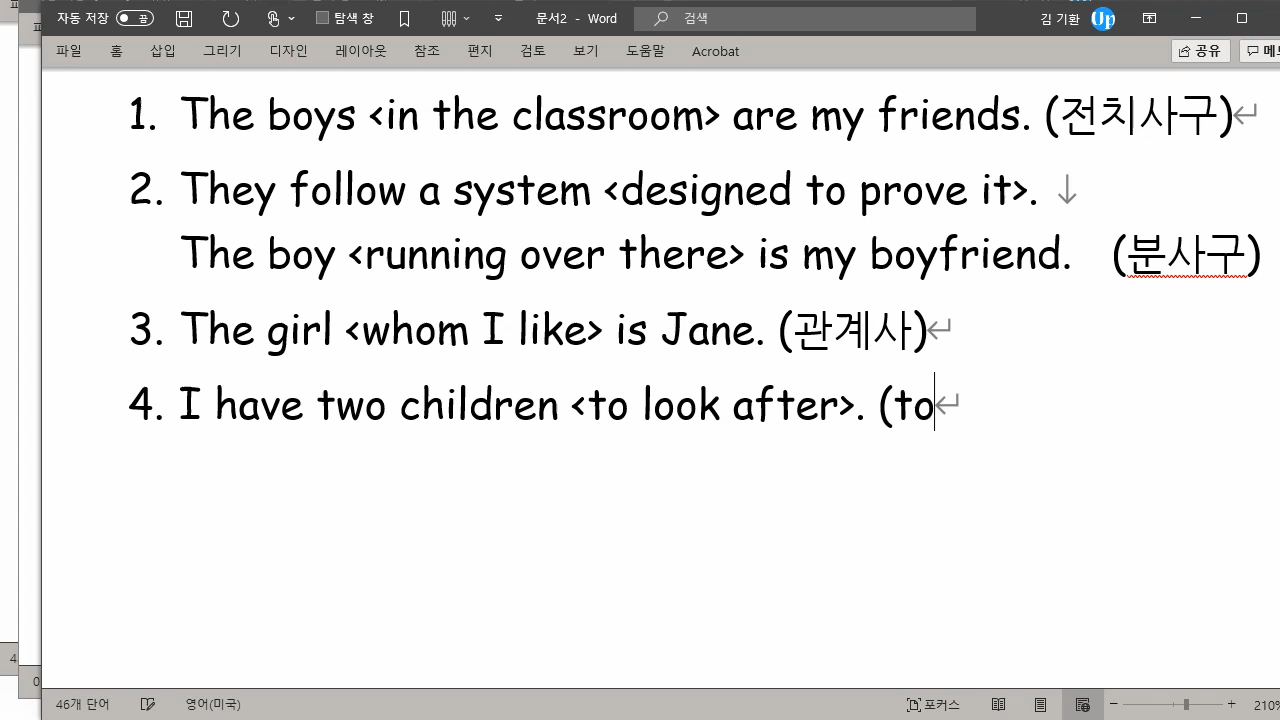 자동 저장 끔 탐색 창 문서2 - Word 검색 김 기환 Up
파일 홈 삽입 그리기 디자인 레이아웃 참조 편지 검토 보기 도움말 Acrobat 공유 메
1. The boys <in the classroom> are my friends. (전치사구)↵
2. They follow a system <designed to prove it>. ↓
The boy <running over there> is my boyfriend. (분사구)
3. The girl <whom I like> is Jane. (관계사)↵
4. I have two children <to look after>. (to↵
4
0
46개 단어 영어(미국) 포커스 - + 210%